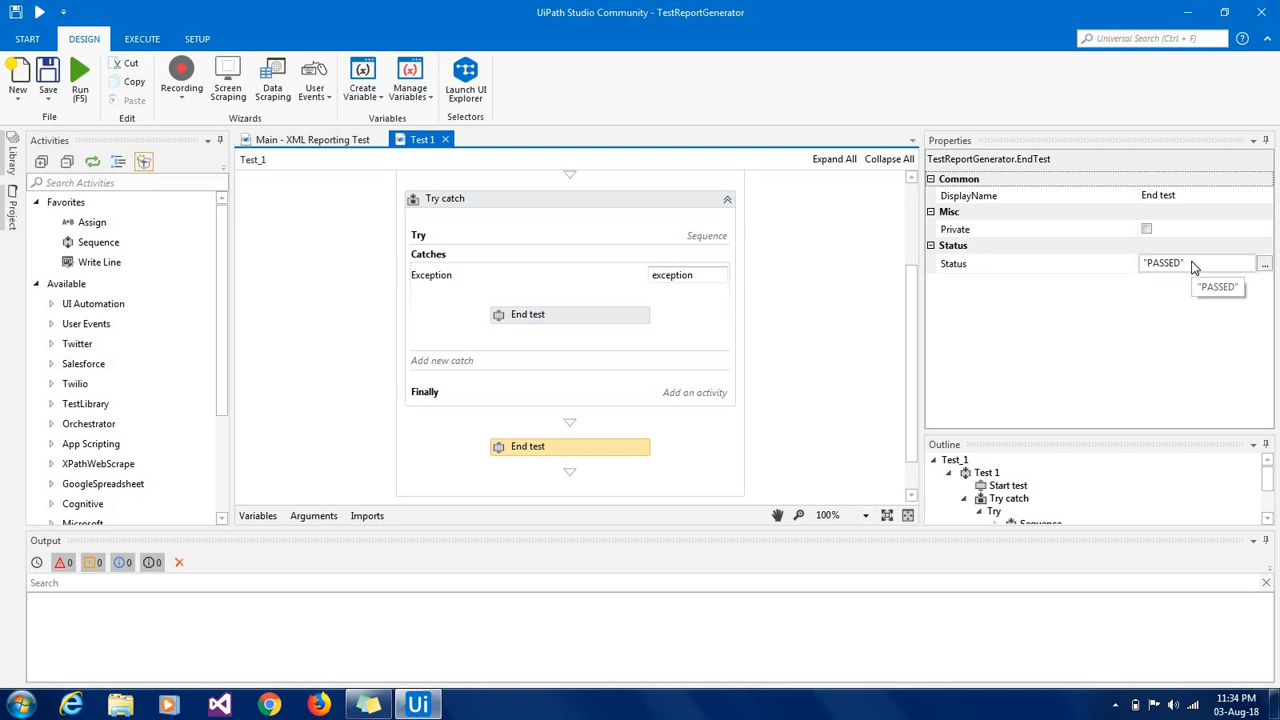 UiPath Studio Community - TestReportGenerator
START
DESIGN
EXECUTE
SETUP
Universal Search (Ctrl + F)
New
Save
Run (F5)
File
Cut
Copy
Paste
Edit
Recording
Screen Scraping
Data Scraping
User Events
Wizards
Create Variable
Manage Variables
Variables
Launch UI Explorer
Selectors
Library
Project
Activities
Search Activities
Favorites
Assign
Sequence
Write Line
Available
UI Automation
User Events
Twitter
Salesforce
Twilio
TestLibrary
Orchestrator
App Scripting
XPathWebScrape
GoogleSpreadsheet
Cognitive
Microsoft
Main - XML Reporting Test
Test 1
Test_1
Expand All
Collapse All
Try catch
Try
Sequence
Catches
Exception
exception
End test
Add new catch
Finally
Add an activity
End test
Variables
Arguments
Imports
100%
Properties
TestReportGenerator.EndTest
Common
DisplayName
End test
Misc
Private
Status
Status
"PASSED"
...
"PASSED"
Outline
Test_1
Test 1
Start test
Try catch
Try
Sequence
Output
0
0
0
0
Search
Ui
11:34 PM
03-Aug-18